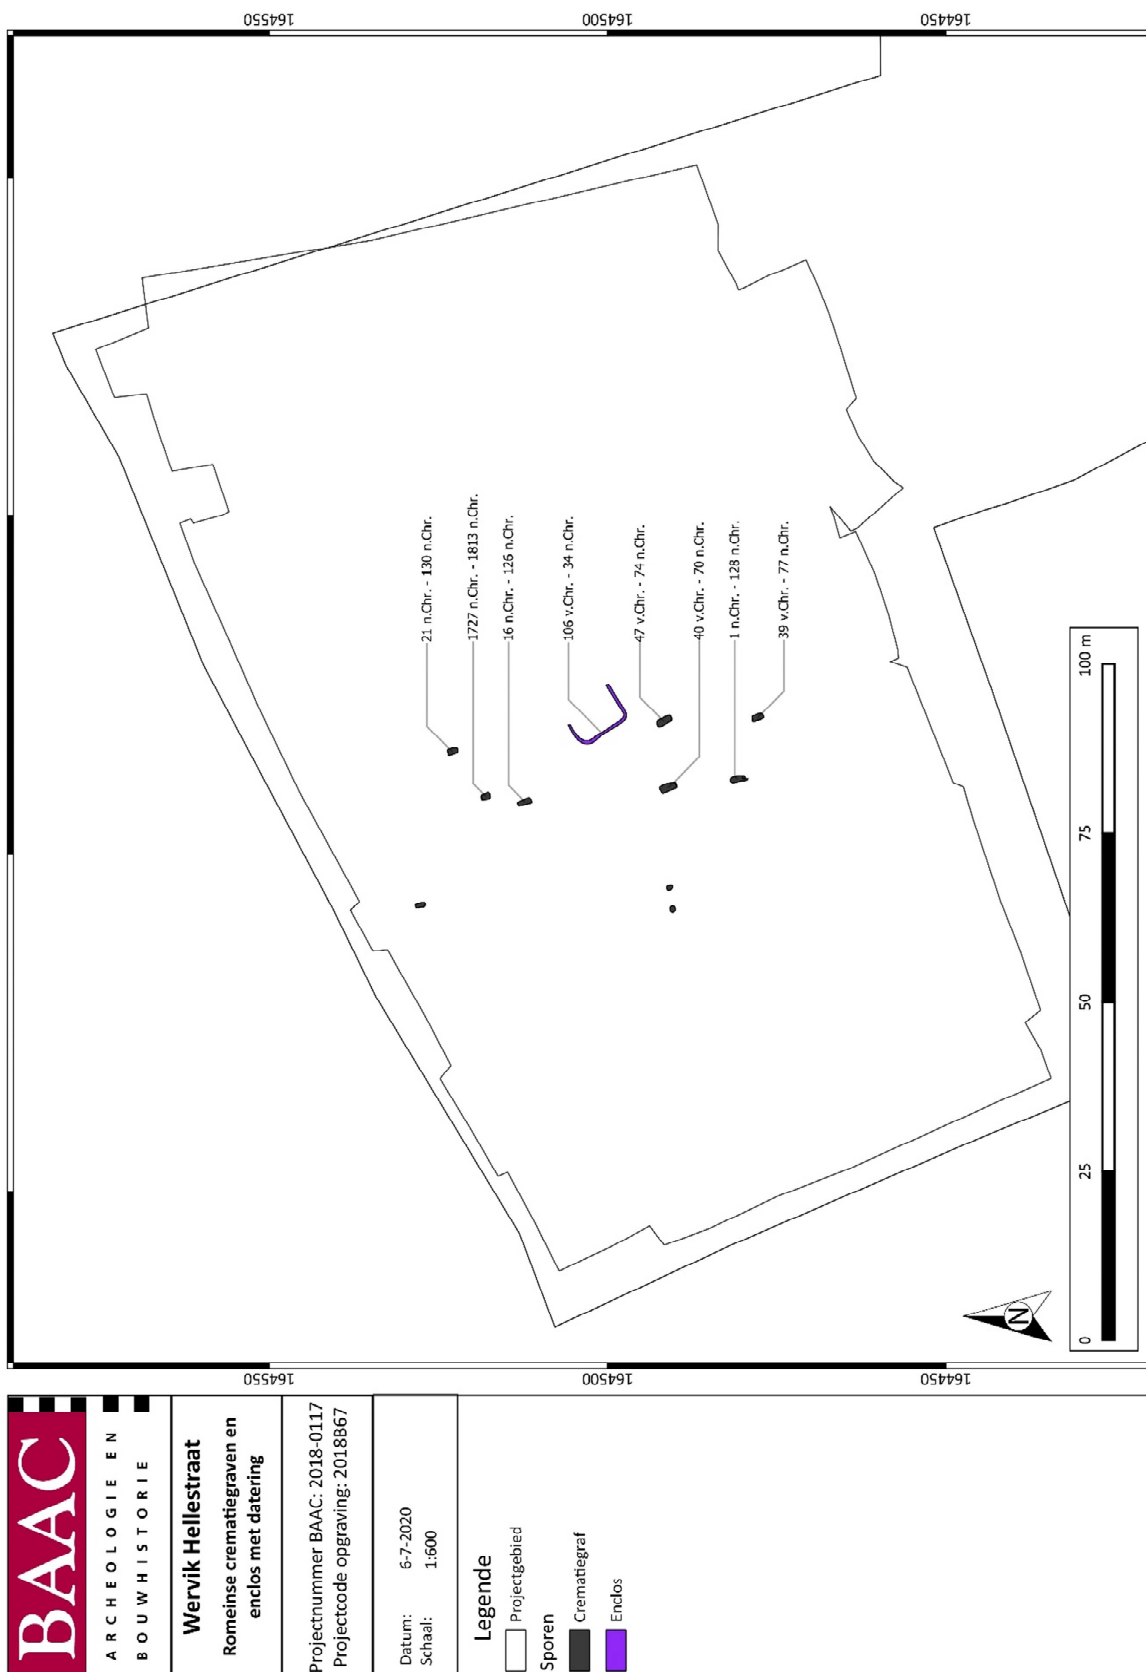 BAAC
ARCHEOLOGIE EN
BOUWHISTORIE
Wervik Hellestraat
Romeinse crematiegraven en
enclos met datering
Projectnummer BAAC: 2018-0117
Projectcode opgraving: 2018B67
Datum: 6-7-2020
Schaal: 1:600
Legende
Projectgebied
Sporen
Crematiegraf
Enclos
164550
164500
164450
21 n.Chr. - 130 n.Chr.
1727 n.Chr. - 1813 n.Chr.
16 n.Chr. - 126 n.Chr.
106 v.Chr. - 34 n.Chr.
47 v.Chr. - 74 n.Chr.
40 v.Chr. - 70 n.Chr.
1 n.Chr. - 128 n.Chr.
39 v.Chr. - 77 n.Chr.
N
0 25 50 75 100 m
164550
164500
164450